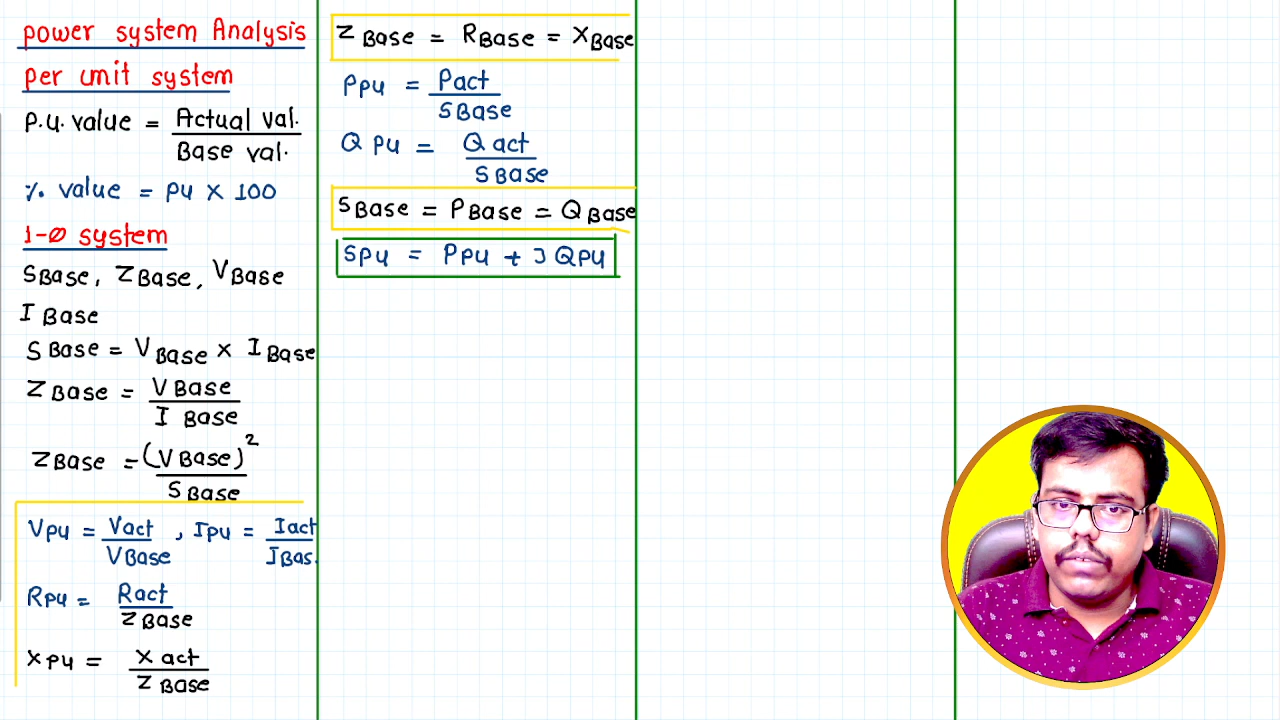 power system Analysis
per unit system
P.U. value = Actual val. / Base val.
% value = PU × 100
1-Ø system
SBase, ZBase, VBase
IBase
SBase = VBase × IBase
ZBase = VBase / IBase
ZBase = (VBase)² / SBase
VPU = Vact / VBase , IPU = Iact / IBas.
RPU = Ract / ZBase
XPU = Xact / ZBase
ZBase = RBase = XBase
PPU = Pact / SBase
QPU = Qact / SBase
SBase = PBase = QBase
SPU = PPU + JQPU